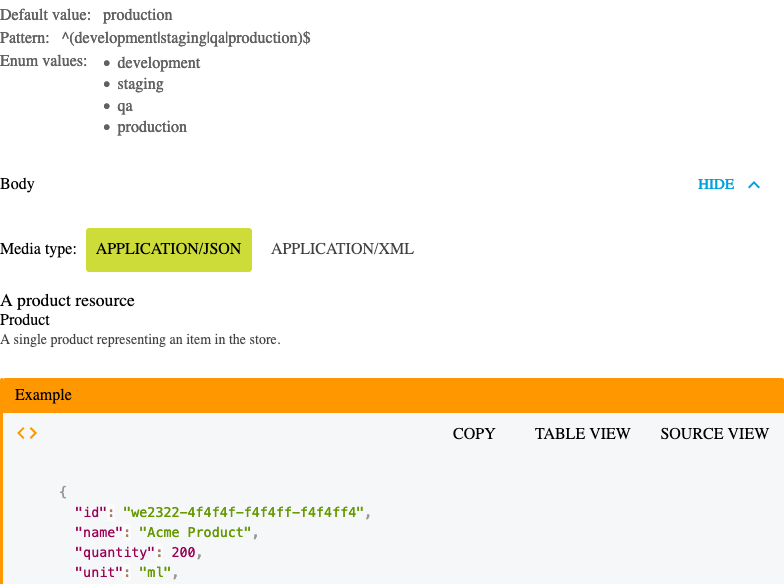 Default value: production
Pattern: ^(development|staging|qa|production)$
Enum values:
• development
• staging
• qa
• production
Body
HIDE
Media type: APPLICATION/JSON APPLICATION/XML
A product resource
Product
A single product representing an item in the store.
Example
<> COPY TABLE VIEW SOURCE VIEW
{
"id": "we2322-4f4f4f-f4f4ff-f4f4ff4",
"name": "Acme Product",
"quantity": 200,
"unit": "ml",